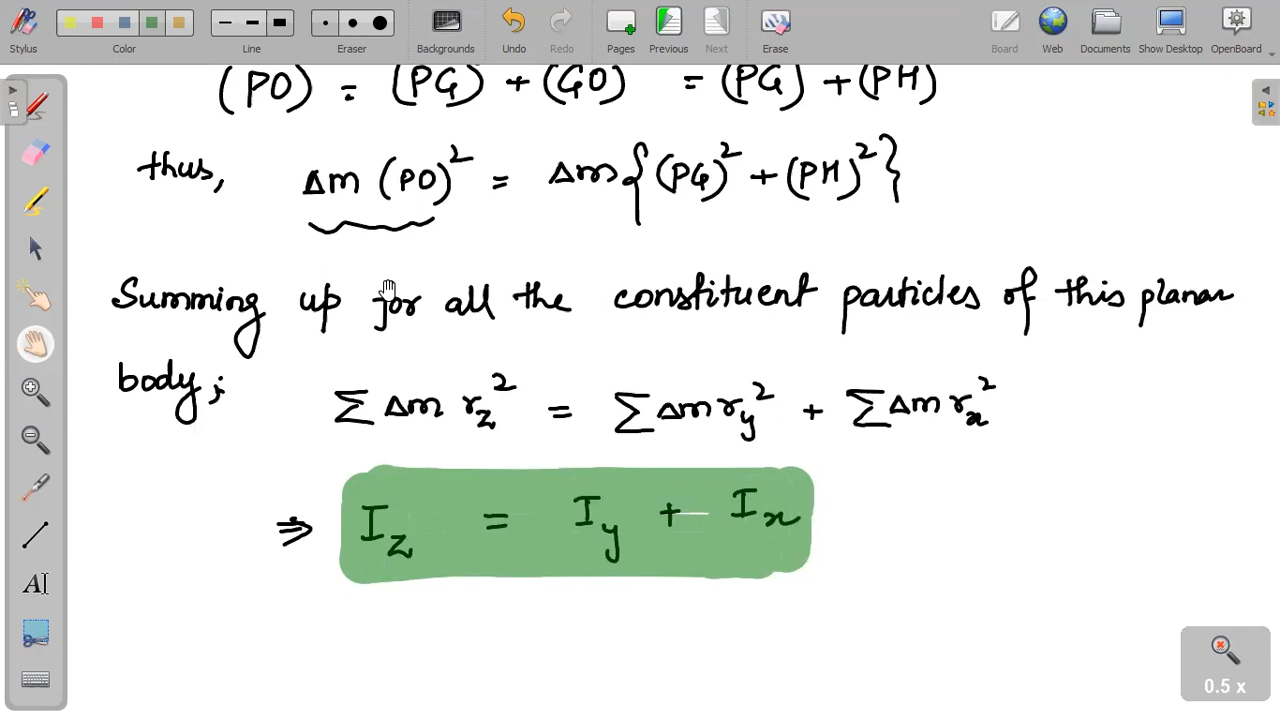 Stylus Color Line Eraser Backgrounds Undo Redo Pages Previous Next Erase Board Web Documents Show Desktop OpenBoard
(PO) = (PG) + (GO) = (PG) + (PH)
thus, Δm (PO)² = Δm{(PG)² + (PH)²}
Summing up for all the constituent particles of this planar
body; ∑ Δm r_z² = ∑ Δm r_y² + ∑ Δm r_x²
⇒ I_z = I_y + I_x
AI
0.5 x